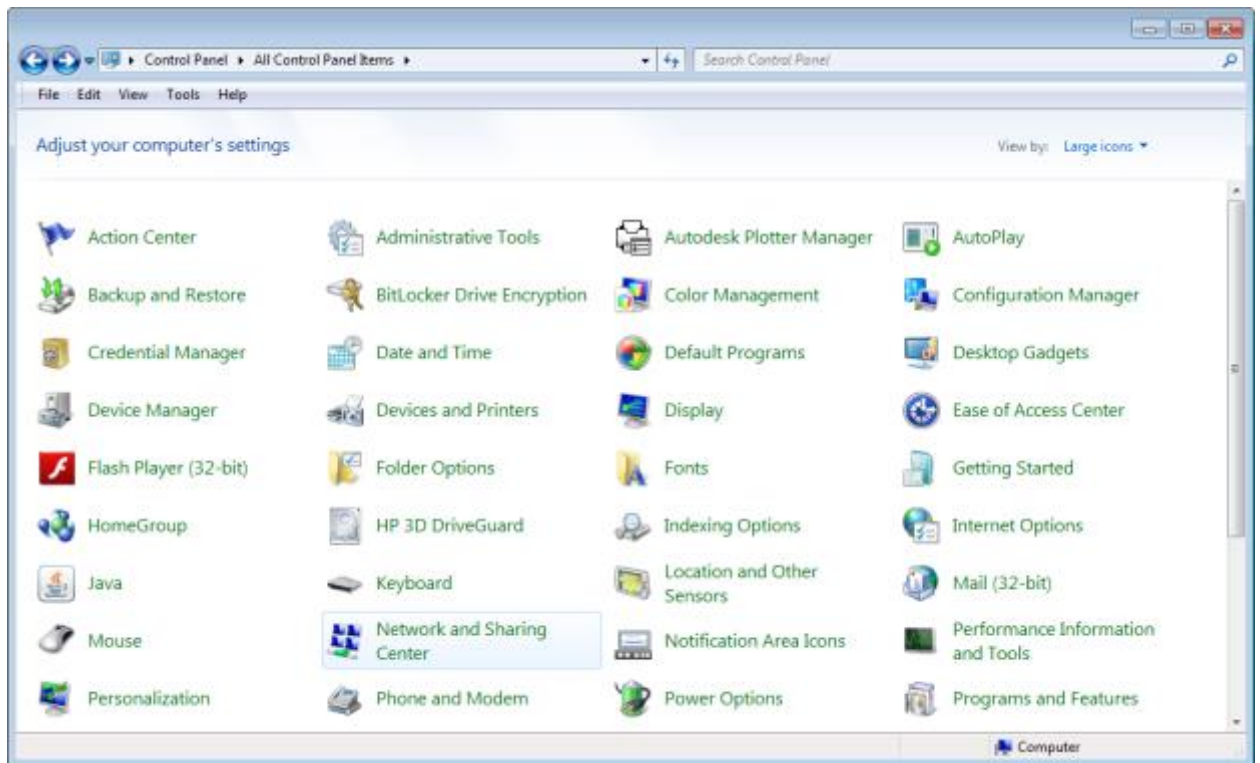 Control Panel ▸ All Control Panel Items ▸
Search Control Panel
File Edit View Tools Help
Adjust your computer's settings
View by: Large icons
Action Center
Administrative Tools
Autodesk Plotter Manager
AutoPlay
Backup and Restore
BitLocker Drive Encryption
Color Management
Configuration Manager
Credential Manager
Date and Time
Default Programs
Desktop Gadgets
Device Manager
Devices and Printers
Display
Ease of Access Center
Flash Player (32-bit)
Folder Options
Fonts
Getting Started
HomeGroup
HP 3D DriveGuard
Indexing Options
Internet Options
Java
Keyboard
Location and Other
Sensors
Mail (32-bit)
Mouse
Network and Sharing
Center
Notification Area Icons
Performance Information
and Tools
Personalization
Phone and Modem
Power Options
Programs and Features
Computer